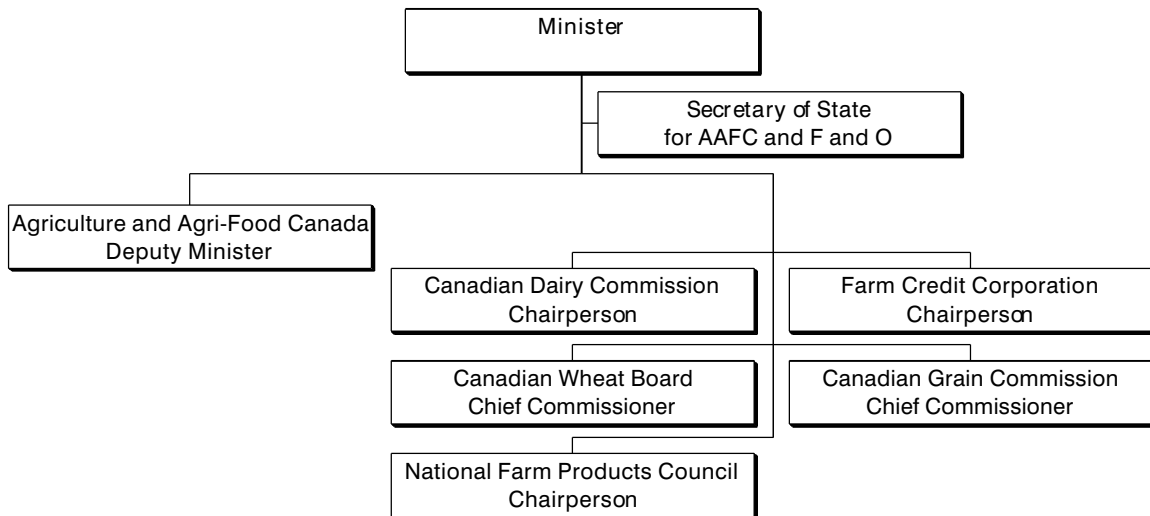 Minister
Secretary of State
for AAFC and F and O
Agriculture and Agri-Food Canada
Deputy Minister
Canadian Dairy Commission
Chairperson
Farm Credit Corporation
Chairperson
Canadian Wheat Board
Chief Commissioner
Canadian Grain Commission
Chief Commissioner
National Farm Products Council
Chairperson